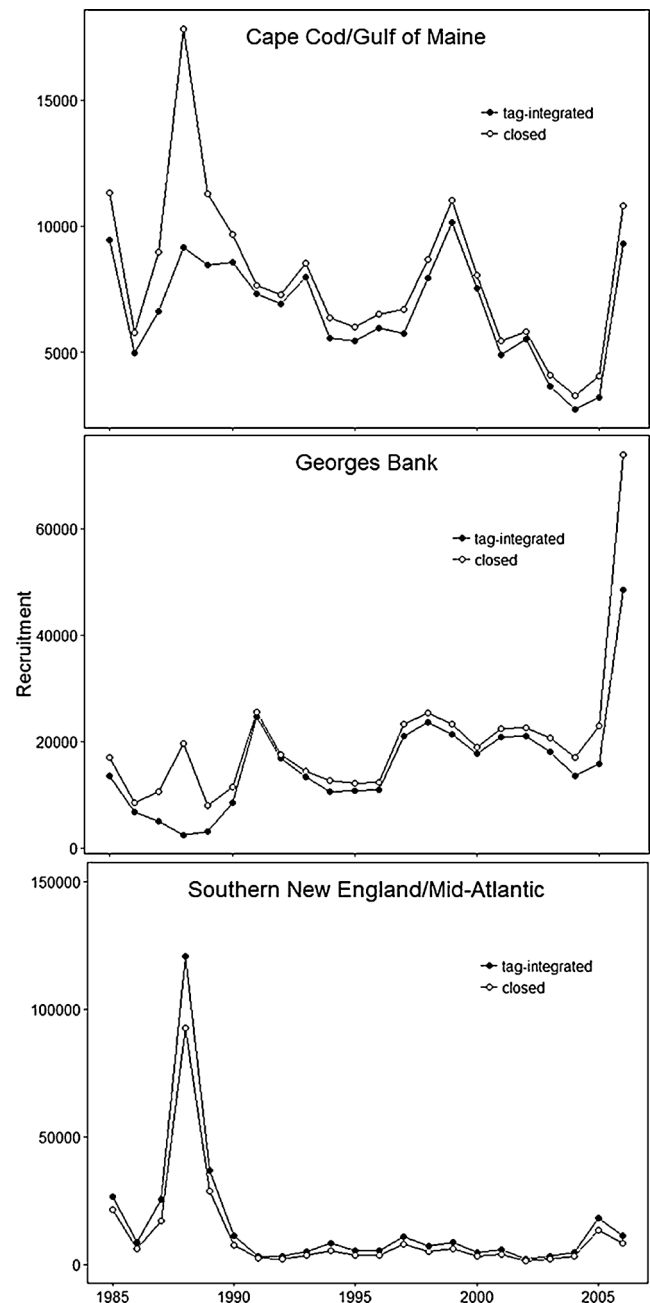 Cape Cod/Gulf of Maine
tag-integrated
closed
15000
10000
5000
Georges Bank
tag-integrated
closed
60000
40000
20000
0
Recruitment
Southern New England/Mid-Atlantic
tag-integrated
closed
150000
100000
50000
0
1985 1990 1995 2000 2005